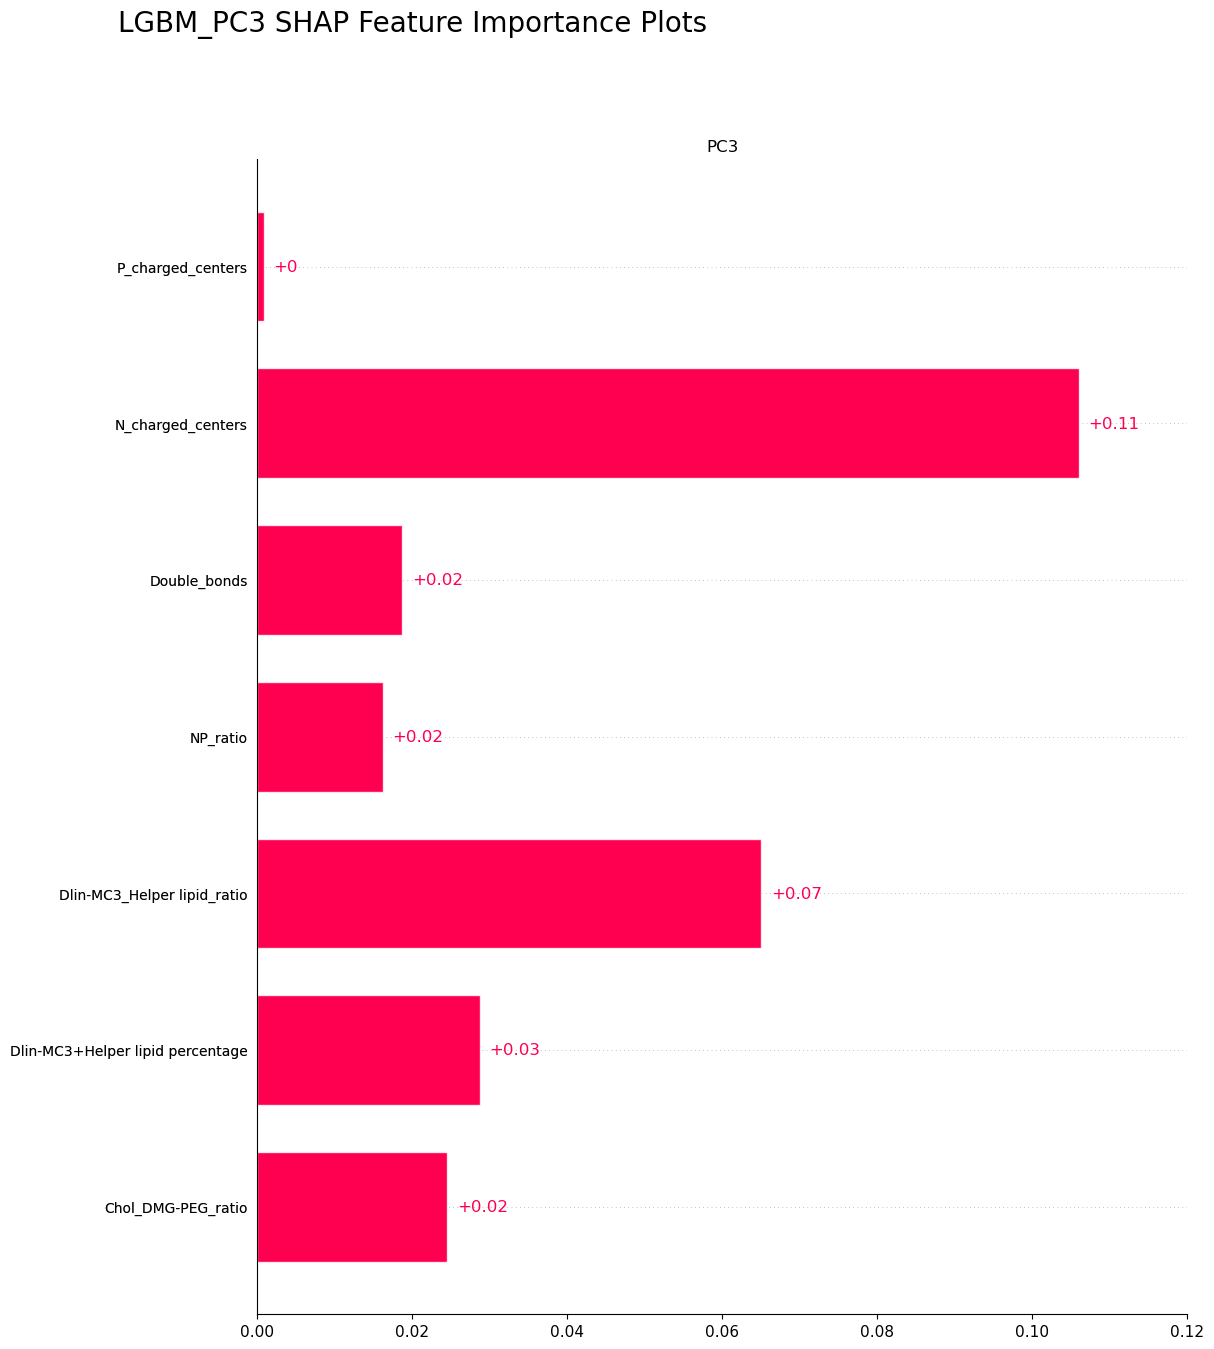 LGBM_PC3 SHAP Feature Importance Plots
PC3
P_charged_centers
+0
N_charged_centers
+0.11
Double_bonds
+0.02
NP_ratio
+0.02
Dlin-MC3_Helper lipid_ratio
+0.07
Dlin-MC3+Helper lipid percentage
+0.03
Chol_DMG-PEG_ratio
+0.02
0.00 0.02 0.04 0.06 0.08 0.10 0.12